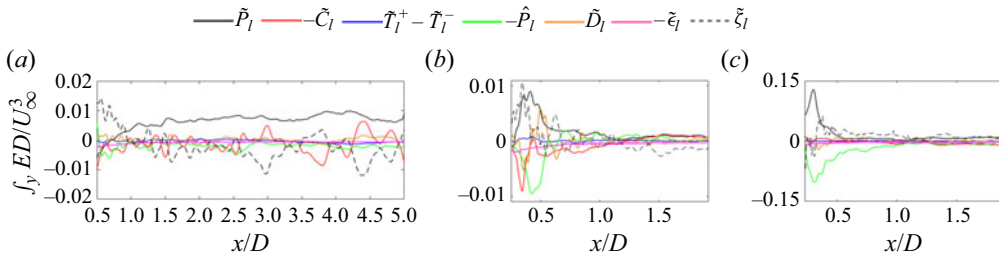 P̃_l −C̃_l T̃_l^+ − T̃_l^− −P̂_l D̃_l −ϵ̃_l ξ̃_l
(a) (b) (c)
0.02 0.01 0 −0.01 −0.02
∫_y ED/U_∞^3
0.5 1.0 1.5 2.0 2.5 3.0 3.5 4.0 4.5 5.0
x/D
0.01 0 −0.01
0.5 1.0 1.5
x/D
0.15 0 −0.15
0.5 1.0 1.5
x/D